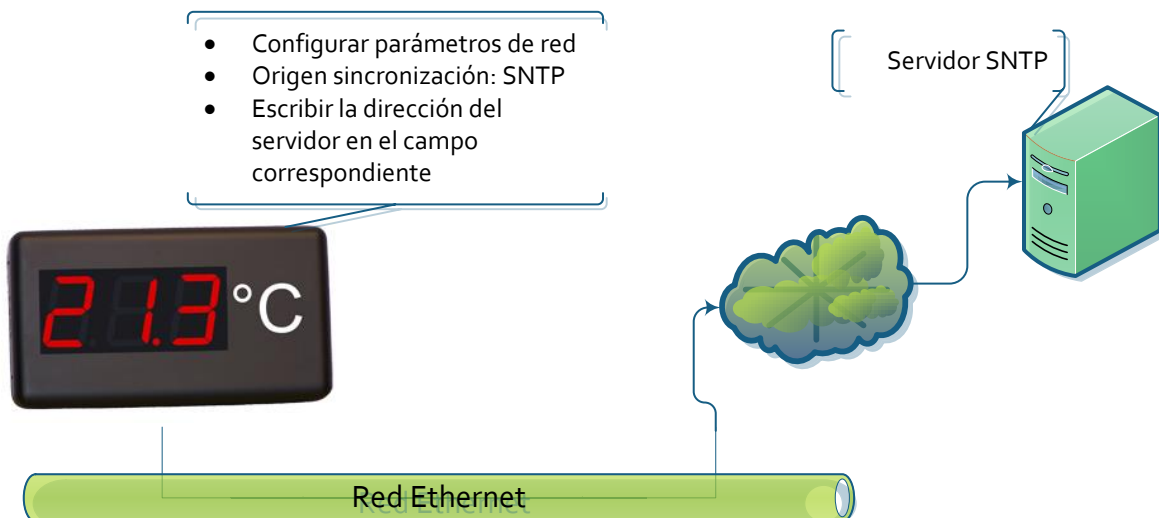 • Configurar parámetros de red
• Origen sincronización: SNTP
• Escribir la dirección del
servidor en el campo
correspondiente
Servidor SNTP
21.3 °C
Red Ethernet